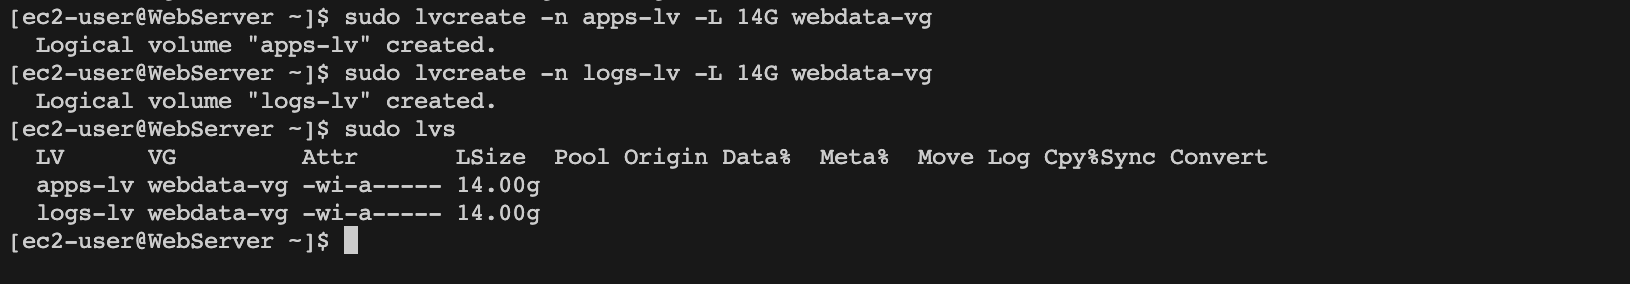 [ec2-user@WebServer ~]$ sudo lvcreate -n apps-lv -L 14G webdata-vg
  Logical volume "apps-lv" created.
[ec2-user@WebServer ~]$ sudo lvcreate -n logs-lv -L 14G webdata-vg
  Logical volume "logs-lv" created.
[ec2-user@WebServer ~]$ sudo lvs
  LV      VG         Attr       LSize  Pool Origin Data%  Meta%  Move Log Cpy%Sync Convert
  apps-lv webdata-vg -wi-a----- 14.00g
  logs-lv webdata-vg -wi-a----- 14.00g
[ec2-user@WebServer ~]$